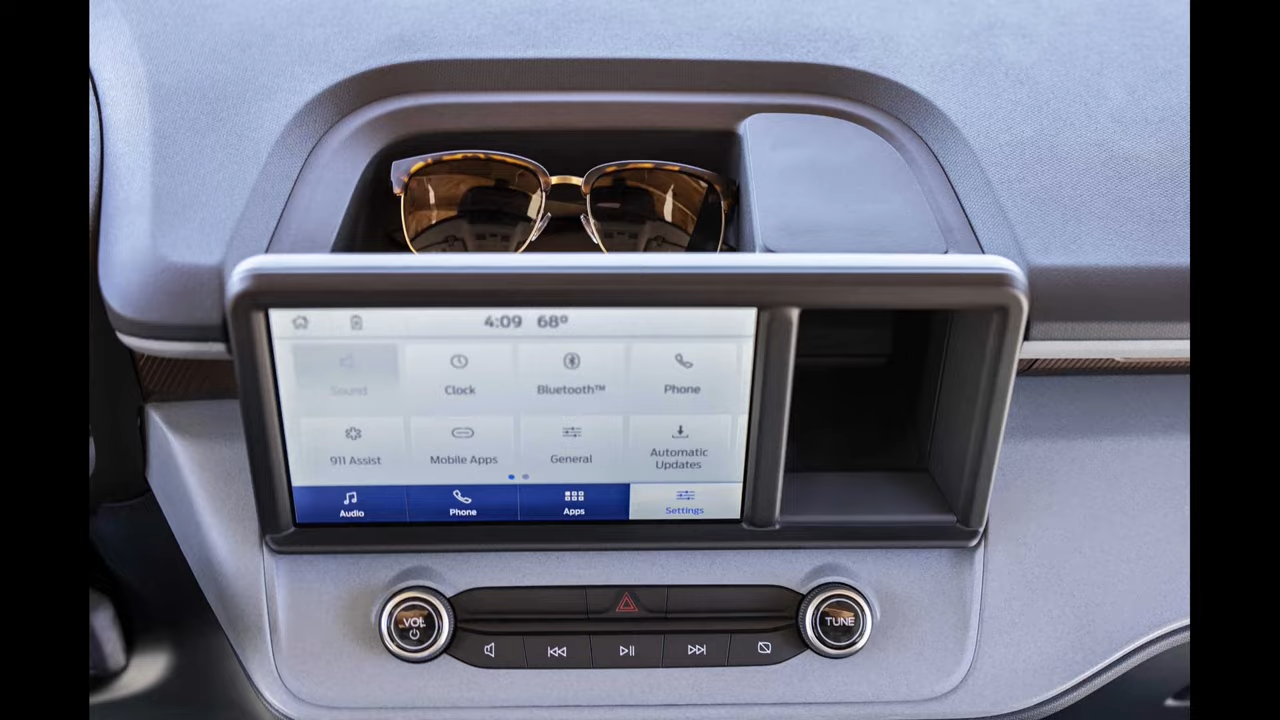 4:09 68°
Sound
Clock
Bluetooth™
Phone
911 Assist
Mobile Apps
General
Automatic
Updates
Audio
Phone
Apps
Settings
VOL
TUNE